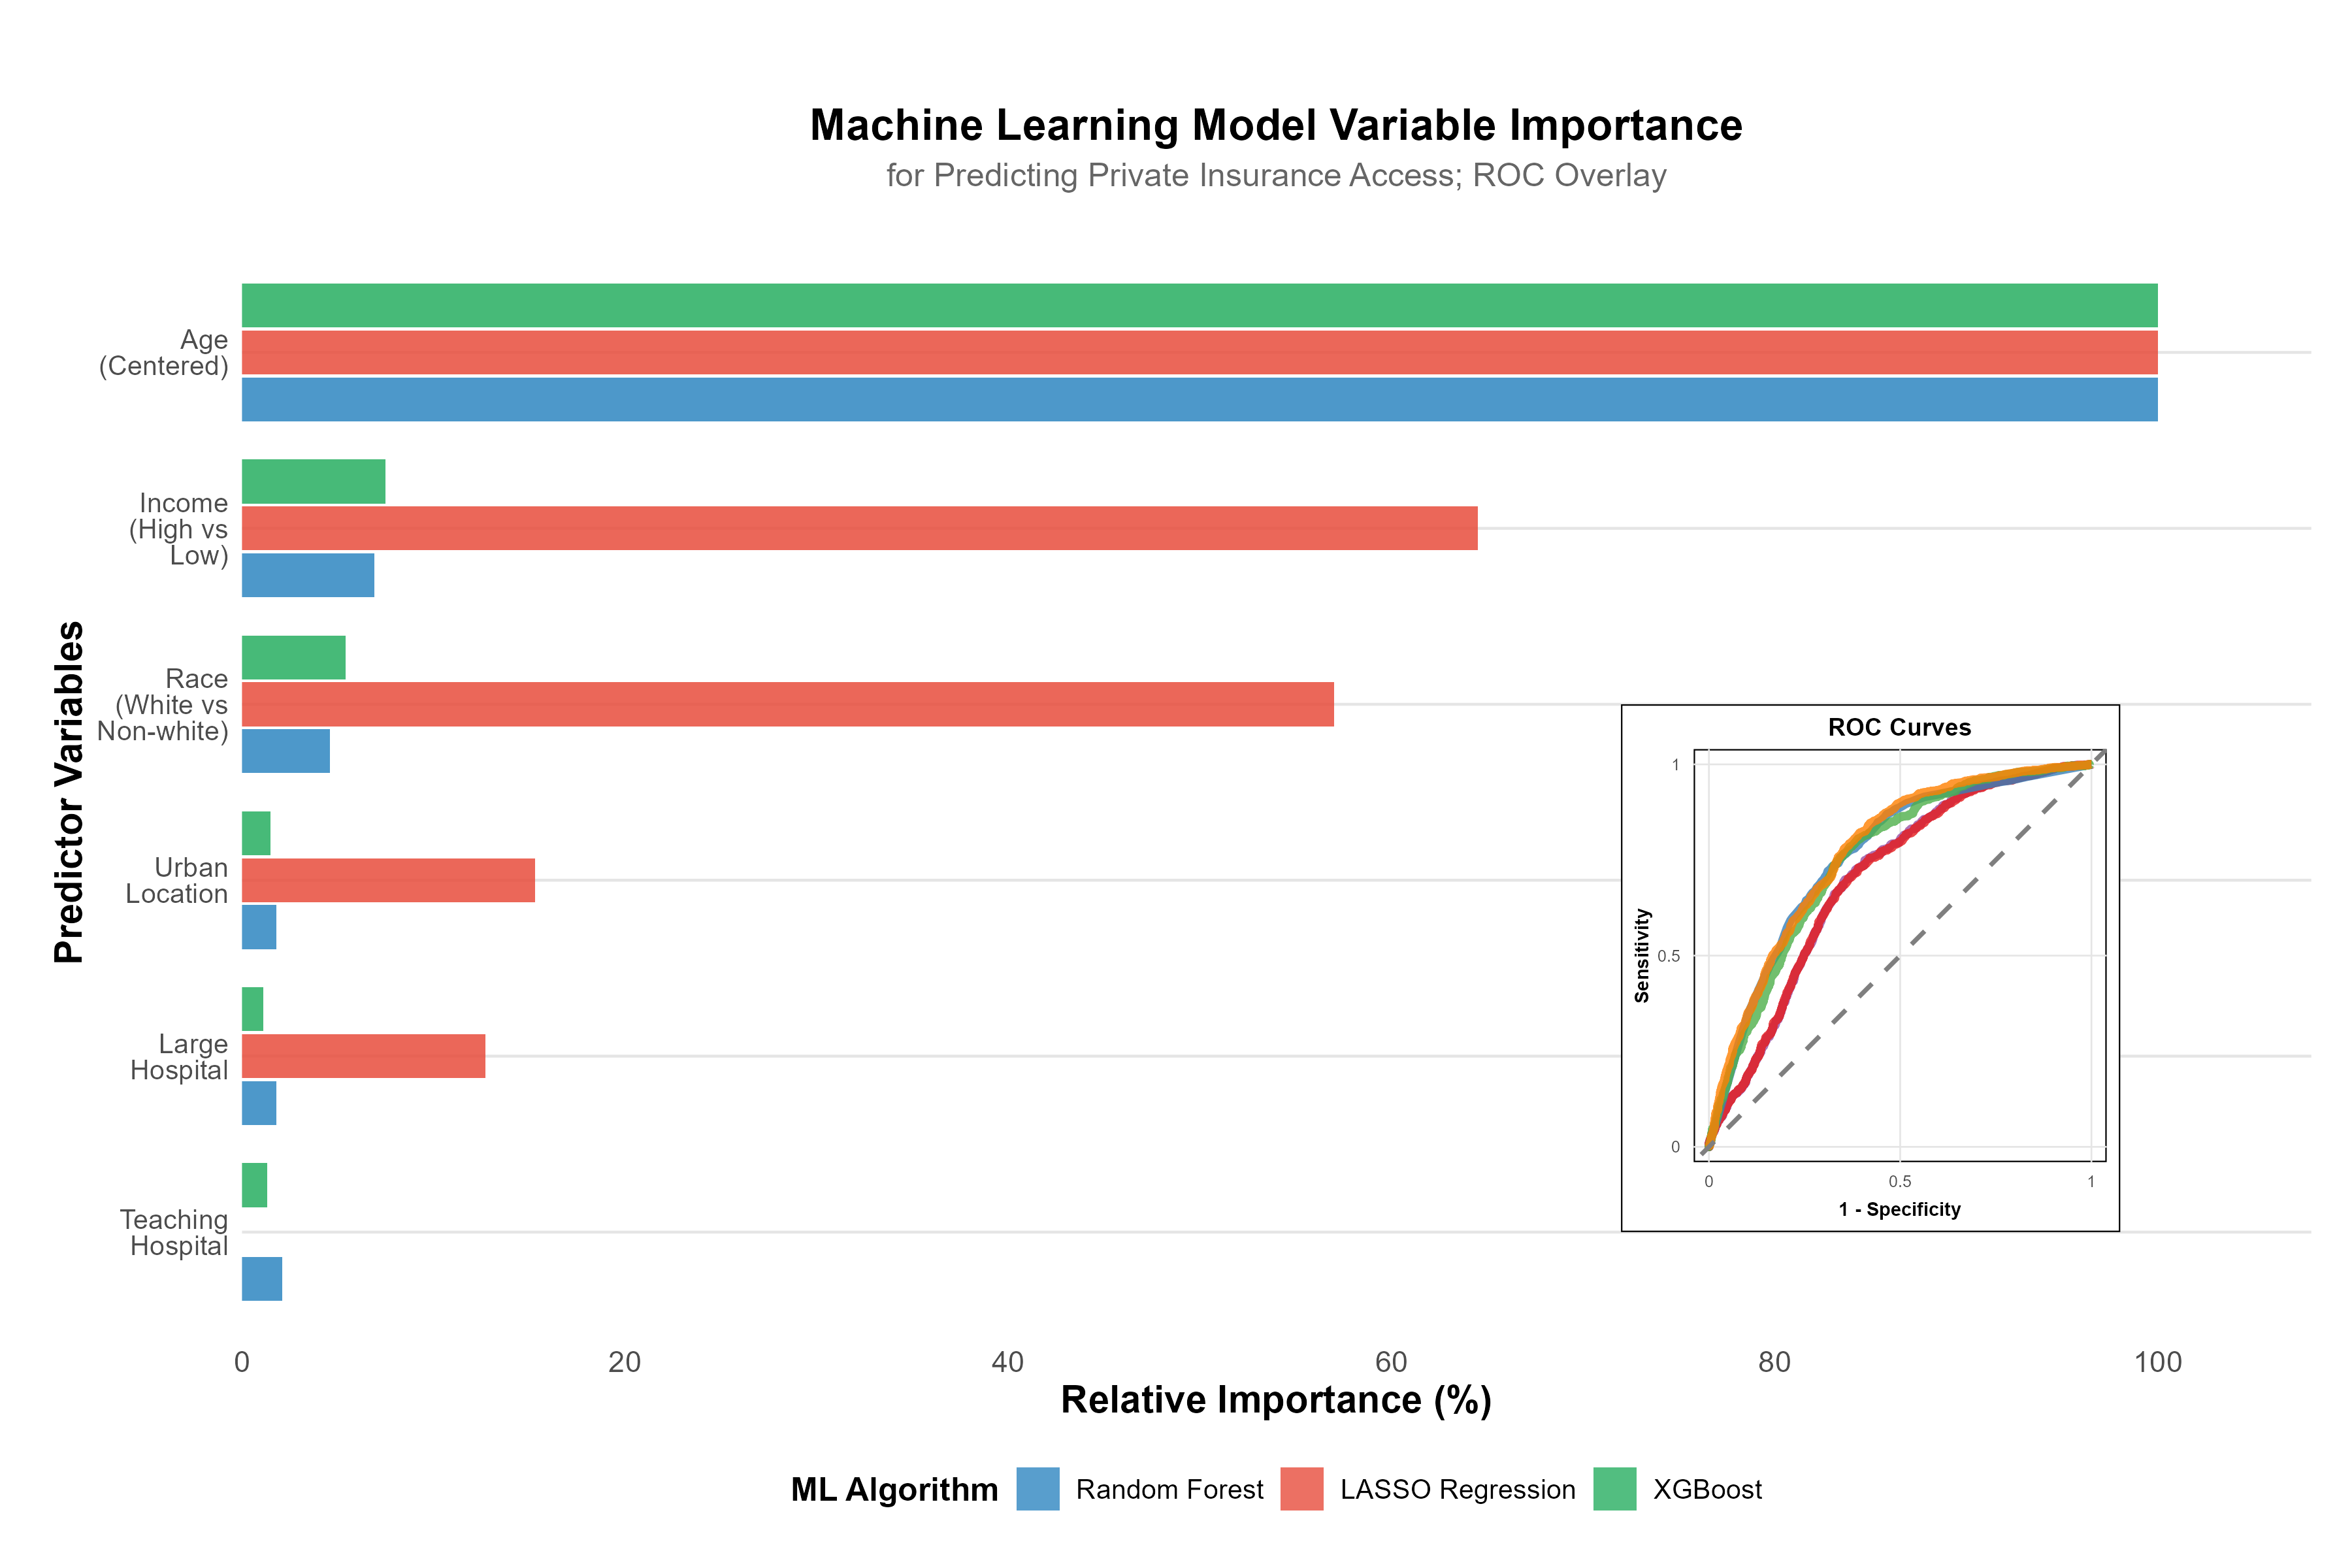 Machine Learning Model Variable Importance
for Predicting Private Insurance Access; ROC Overlay
Predictor Variables
Age
(Centered)
Income
(High vs
Low)
Race
(White vs
Non-white)
Urban
Location
Large
Hospital
Teaching
Hospital
ROC Curves
Sensitivity
1
0.5
0
0 0.5 1
1 - Specificity
0 20 40 60 80 100
Relative Importance (%)
ML Algorithm Random Forest LASSO Regression XGBoost